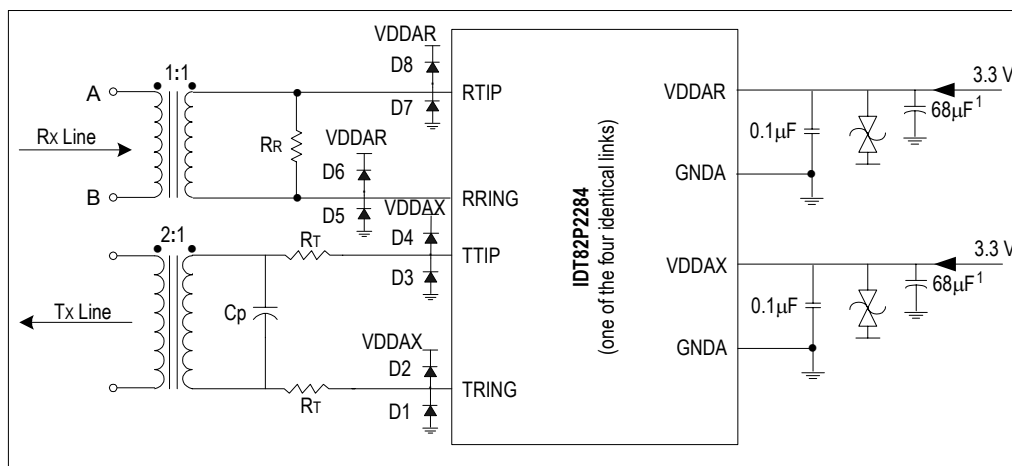 VDDAR
D8
D7
1:1
A
B
Rx Line
RR
VDDAR
D6
D5
RTIP
RRING
VDDAX
D4
D3
2:1
Tx Line
Cp
RT
RT
VDDAX
D2
D1
TTIP
TRING
IDT82P2284
(one of the four identical links)
VDDAR
GNDA
0.1µF
68µF1
3.3 V
VDDAX
GNDA
0.1µF
68µF1
3.3 V